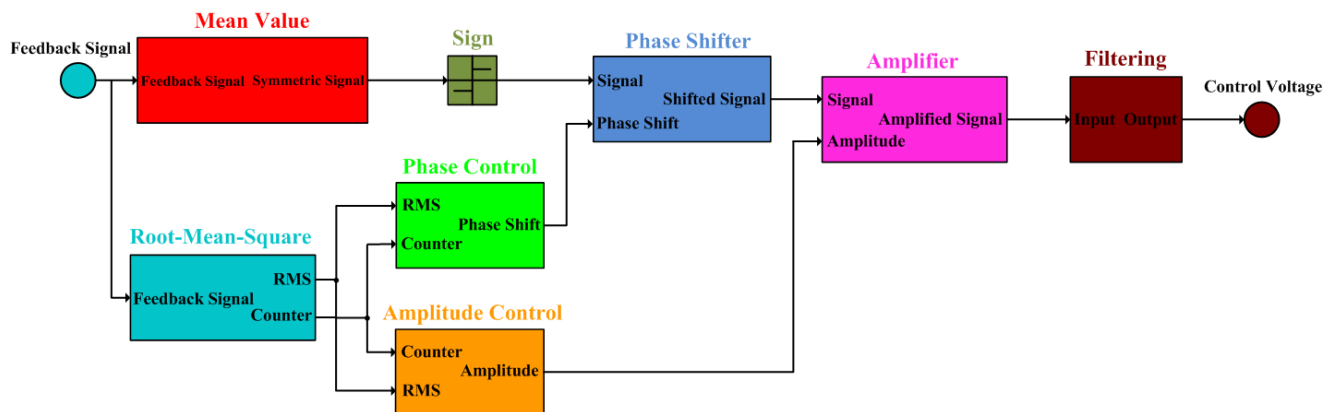 Mean Value
Feedback Signal
Sign
Phase Shifter
Feedback Signal
Symmetric Signal
Signal
Shifted Signal
Phase Shift
Amplifier
Signal
Amplified Signal
Amplitude
Filtering
Input
Output
Control Voltage
Phase Control
RMS
Phase Shift
Counter
Root-Mean-Square
RMS
Feedback Signal
Counter
Amplitude Control
Counter
Amplitude
RMS